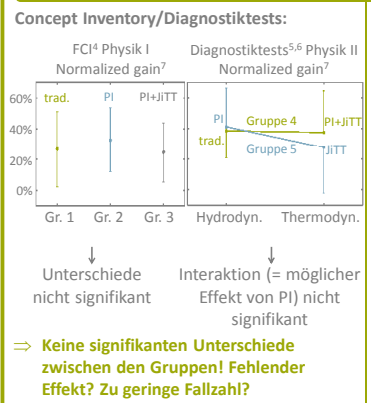 Concept Inventory/Diagnostiktests:
FCI⁴ Physik I
Normalized gain⁷
60%
40%
20%
0%
trad.
PI
PI+JiTT
Gr. 1
Gr. 2
Gr. 3
Unterschiede
nicht signifikant
Diagnostiktests⁵,⁶ Physik II
Normalized gain⁷
PI
trad.
Gruppe 4
Gruppe 5
PI+JiTT
JiTT
Hydrodyn.
Thermodyn.
Interaktion (= möglicher
Effekt von PI) nicht
signifikant
⇒ Keine signifikanten Unterschiede
zwischen den Gruppen! Fehlender
Effekt? Zu geringe Fallzahl?